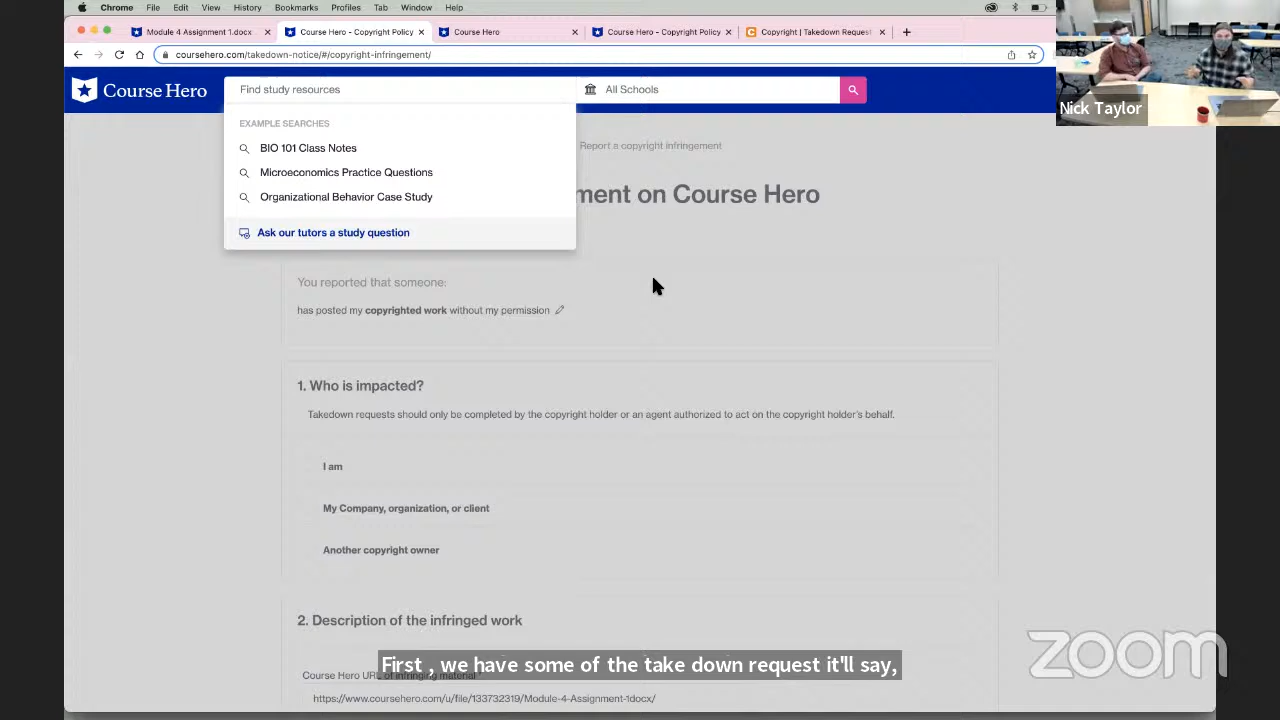 Chrome File Edit View History Bookmarks Profiles Tab Window Help
Module 4 Assignment 1.docx
Course Hero - Copyright Policy
Course Hero
Course Hero - Copyright Policy
Copyright | Takedown Request
coursehero.com/takedown-notice/#/copyright-infringement/
Course Hero
Find study resources
All Schools
Nick Taylor
EXAMPLE SEARCHES
BIO 101 Class Notes
Microeconomics Practice Questions
Organizational Behavior Case Study
Ask our tutors a study question
Report a copyright infringement
ment on Course Hero
You reported that someone:
has posted my copyrighted work without my permission
1. Who is impacted?
Takedown requests should only be completed by the copyright holder or an agent authorized to act on the copyright holder's behalf.
I am
My Company, organization, or client
Another copyright owner
2. Description of the infringed work
First , we have some of the take down request it'll say,
Course Hero UR of infringing material
https://www.coursehero.com/u/file/133732319/Module-4-Assignment-1docx/
zoom